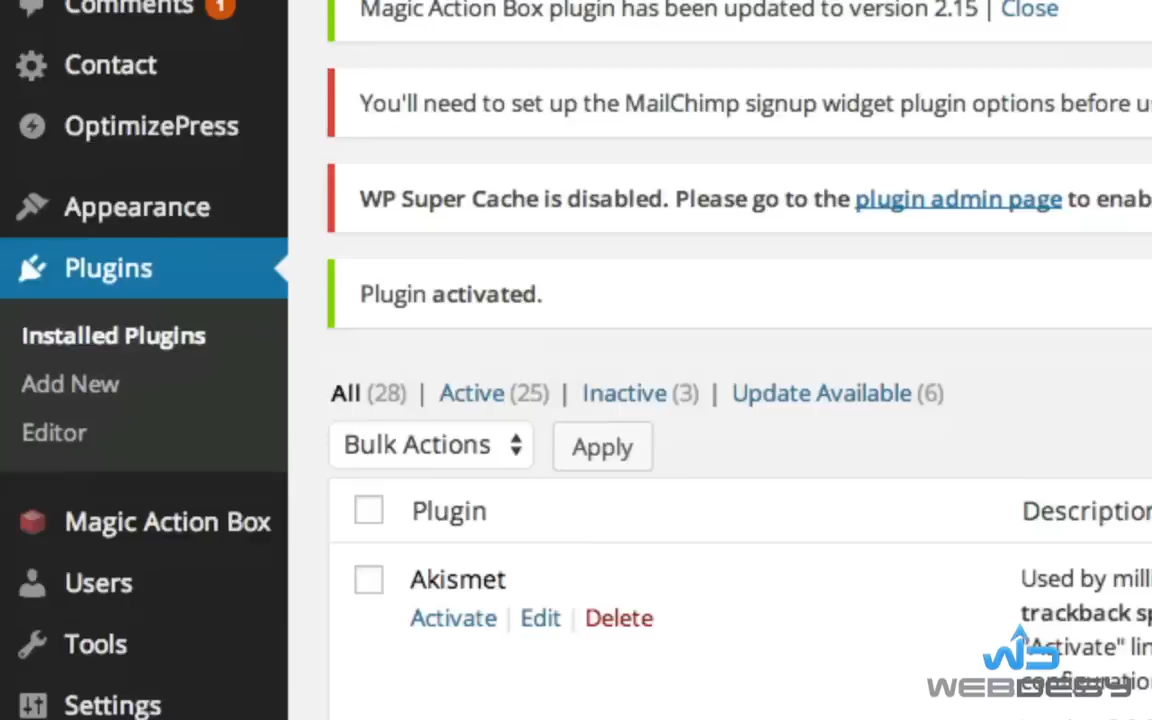 Comments 1
Contact
OptimizePress
Appearance
Plugins
Installed Plugins
Add New
Editor
Magic Action Box
Users
Tools
Settings
Magic Action Box plugin has been updated to version 2.15 | Close
You'll need to set up the MailChimp signup widget plugin options before
WP Super Cache is disabled. Please go to the plugin admin page to enab
Plugin activated.
All (28) | Active (25) | Inactive (3) | Update Available (6)
Bulk Actions Apply
Plugin Description
Akismet Used by mill
Activate | Edit | Delete trackback sp
"Activate" lin
configuration
WEBDESY